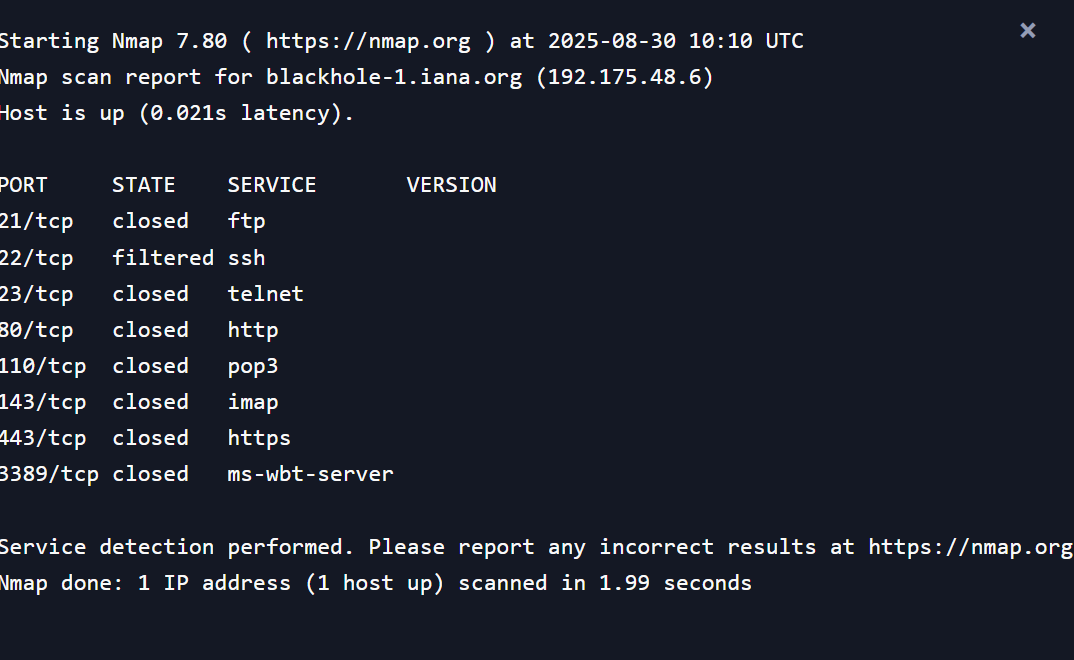 Starting Nmap 7.80 ( https://nmap.org ) at 2025-08-30 10:10 UTC
Nmap scan report for blackhole-1.iana.org (192.175.48.6)
Host is up (0.021s latency).
PORT     STATE    SERVICE       VERSION
21/tcp   closed   ftp
22/tcp   filtered ssh
23/tcp   closed   telnet
80/tcp   closed   http
110/tcp  closed   pop3
143/tcp  closed   imap
443/tcp  closed   https
3389/tcp closed   ms-wbt-server
Service detection performed. Please report any incorrect results at https://nmap.org
Nmap done: 1 IP address (1 host up) scanned in 1.99 seconds